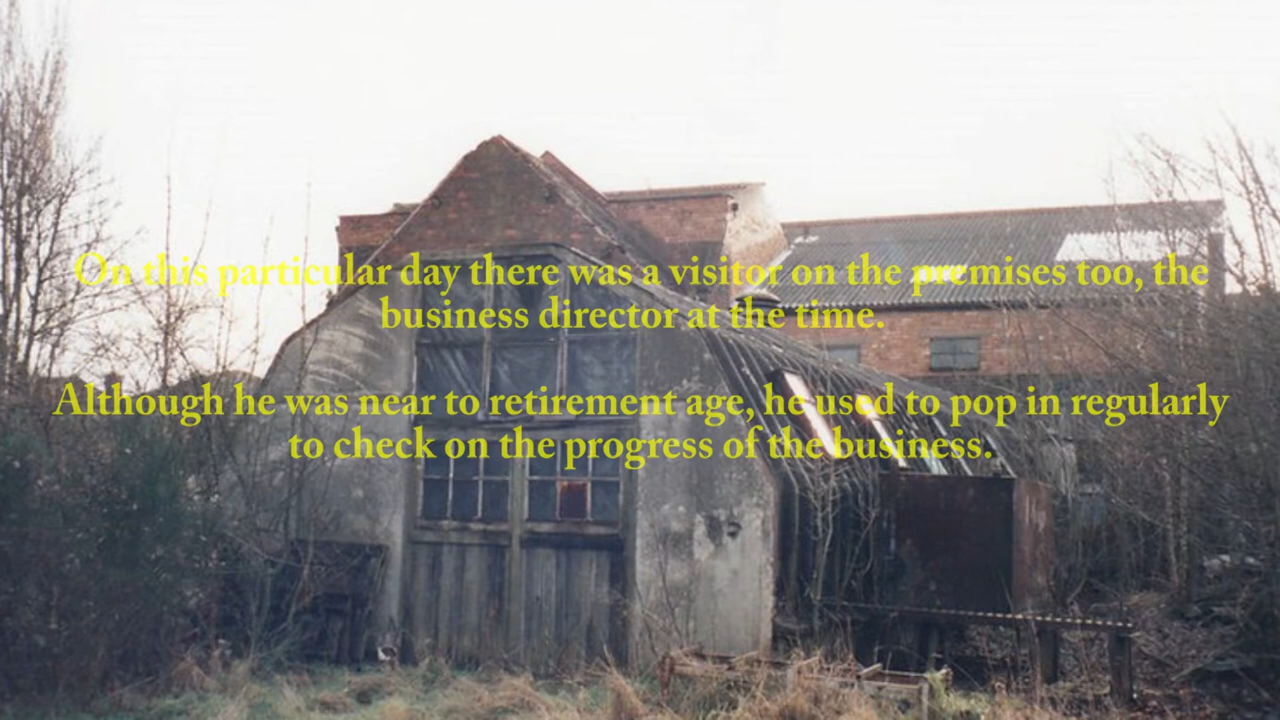 On this particular day there was a visitor on the premises too, the
business director at the time.
Although he was near to retirement age, he used to pop in regularly
to check on the progress of the business.